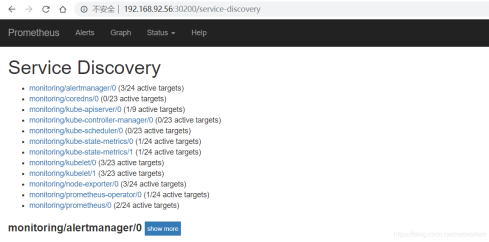 不安全 | 192.168.92.56:30200/service-discovery
Prometheus Alerts Graph Status Help
Service Discovery
monitoring/alertmanager/0 (3/24 active targets)
monitoring/coredns/0 (0/23 active targets)
monitoring/kube-apiserver/0 (1/9 active targets)
monitoring/kube-controller-manager/0 (0/23 active targets)
monitoring/kube-scheduler/0 (0/23 active targets)
monitoring/kube-state-metrics/0 (1/24 active targets)
monitoring/kube-state-metrics/1 (1/24 active targets)
monitoring/kubelet/0 (3/23 active targets)
monitoring/kubelet/1 (3/23 active targets)
monitoring/node-exporter/0 (3/24 active targets)
monitoring/prometheus-operator/0 (1/24 active targets)
monitoring/prometheus/0 (2/24 active targets)
monitoring/alertmanager/0 show more